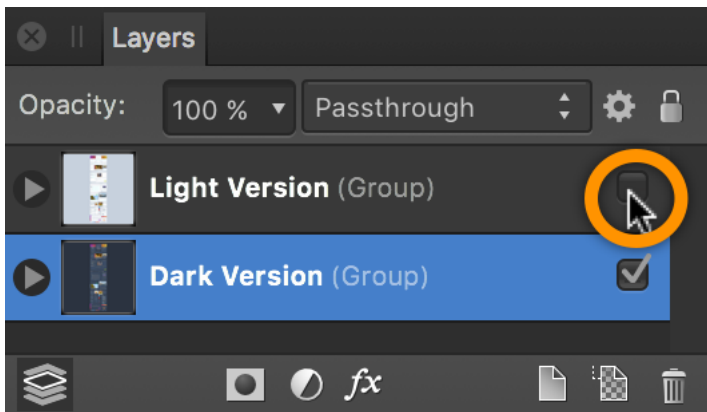 Layers
Opacity: 100 % Passthrough
Light Version (Group)
Dark Version (Group)
fx